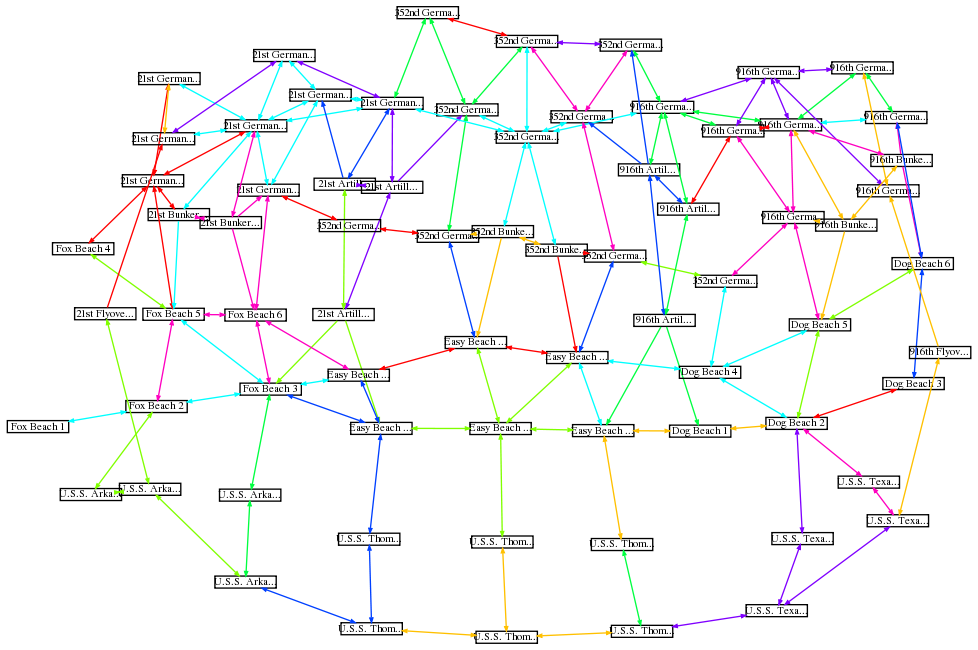 352nd Germa...
352nd Germa...
352nd Germa...
21st German...
916th Germa...
916th Germa...
21st German...
21st German...
21st German...
352nd Germa...
916th Germa...
352nd Germa...
916th Germa...
21st German...
916th Germa...
916th Germa...
21st German...
352nd Germa...
916th Bunke...
916th Artil...
21st German...
21st Artill...
21st Artill...
21st German...
916th Germa...
916th Artil...
21st Bunker...
21st Bunker...
916th Germa...
352nd Germa...
916th Bunke...
352nd Germa...
352nd Bunke...
Fox Beach 4
352nd Bunke...
352nd Germa...
Dog Beach 6
352nd Germa...
21st Flyove...
Fox Beach 5
Fox Beach 6
21st Artill...
916th Artil...
Dog Beach 5
Easy Beach ...
916th Flyov...
Easy Beach ...
Easy Beach ...
Dog Beach 4
Dog Beach 3
Fox Beach 3
Fox Beach 2
Fox Beach 1
Easy Beach ...
Easy Beach ...
Easy Beach ...
Dog Beach 1
Dog Beach 2
U.S.S. Texa...
U.S.S. Arka...
U.S.S. Arka...
U.S.S. Arka...
U.S.S. Texa...
U.S.S. Thom...
U.S.S. Thom...
U.S.S. Thom...
U.S.S. Texa...
U.S.S. Arka...
U.S.S. Texa...
U.S.S. Thom...
U.S.S. Thom...
U.S.S. Thom...